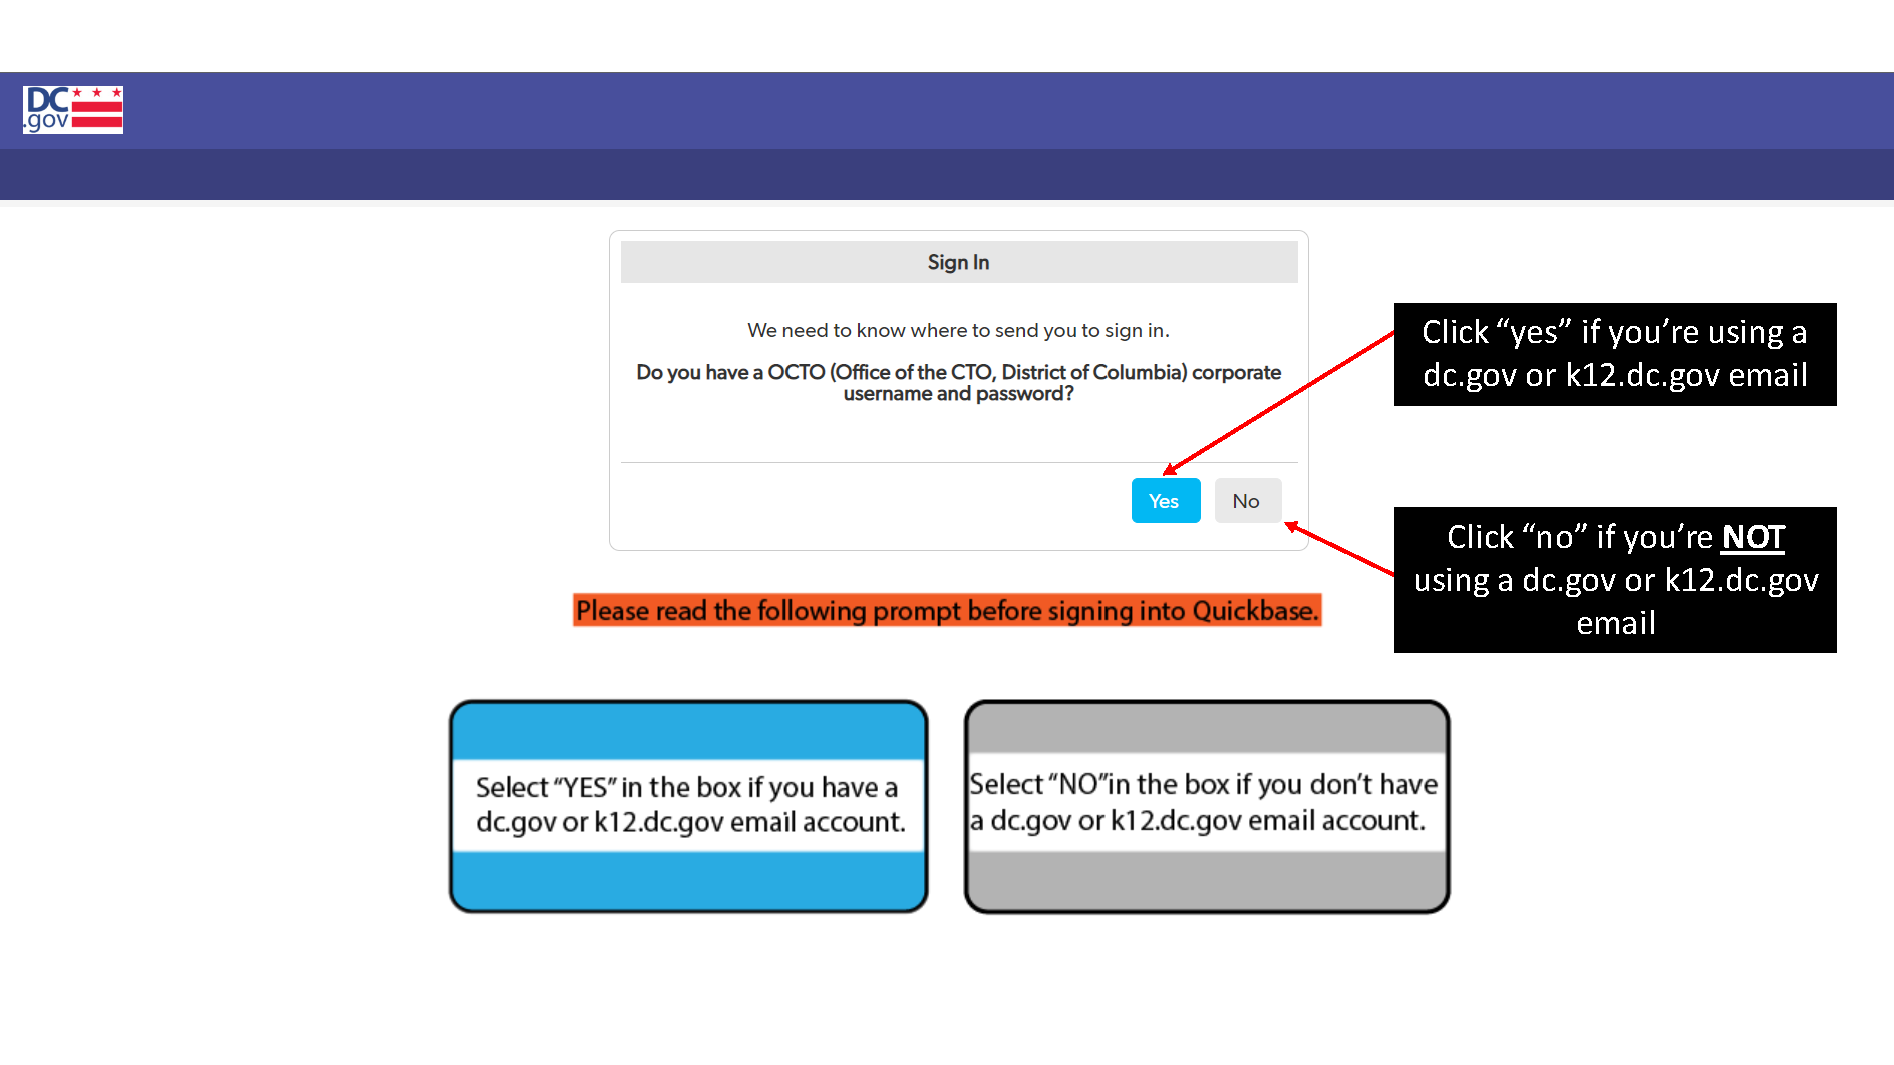 DC
.gov
Sign In
We need to know where to send you to sign in.
Do you have a OCTO (Office of the CTO, District of Columbia) corporate
username and password?
Yes
No
Click “yes” if you’re using a
dc.gov or k12.dc.gov email
Click “no” if you’re NOT
using a dc.gov or k12.dc.gov
email
Please read the following prompt before signing into Quickbase.
Select “YES” in the box if you have a
dc.gov or k12.dc.gov email account.
Select “NO”in the box if you don’t have
a dc.gov or k12.dc.gov email account.